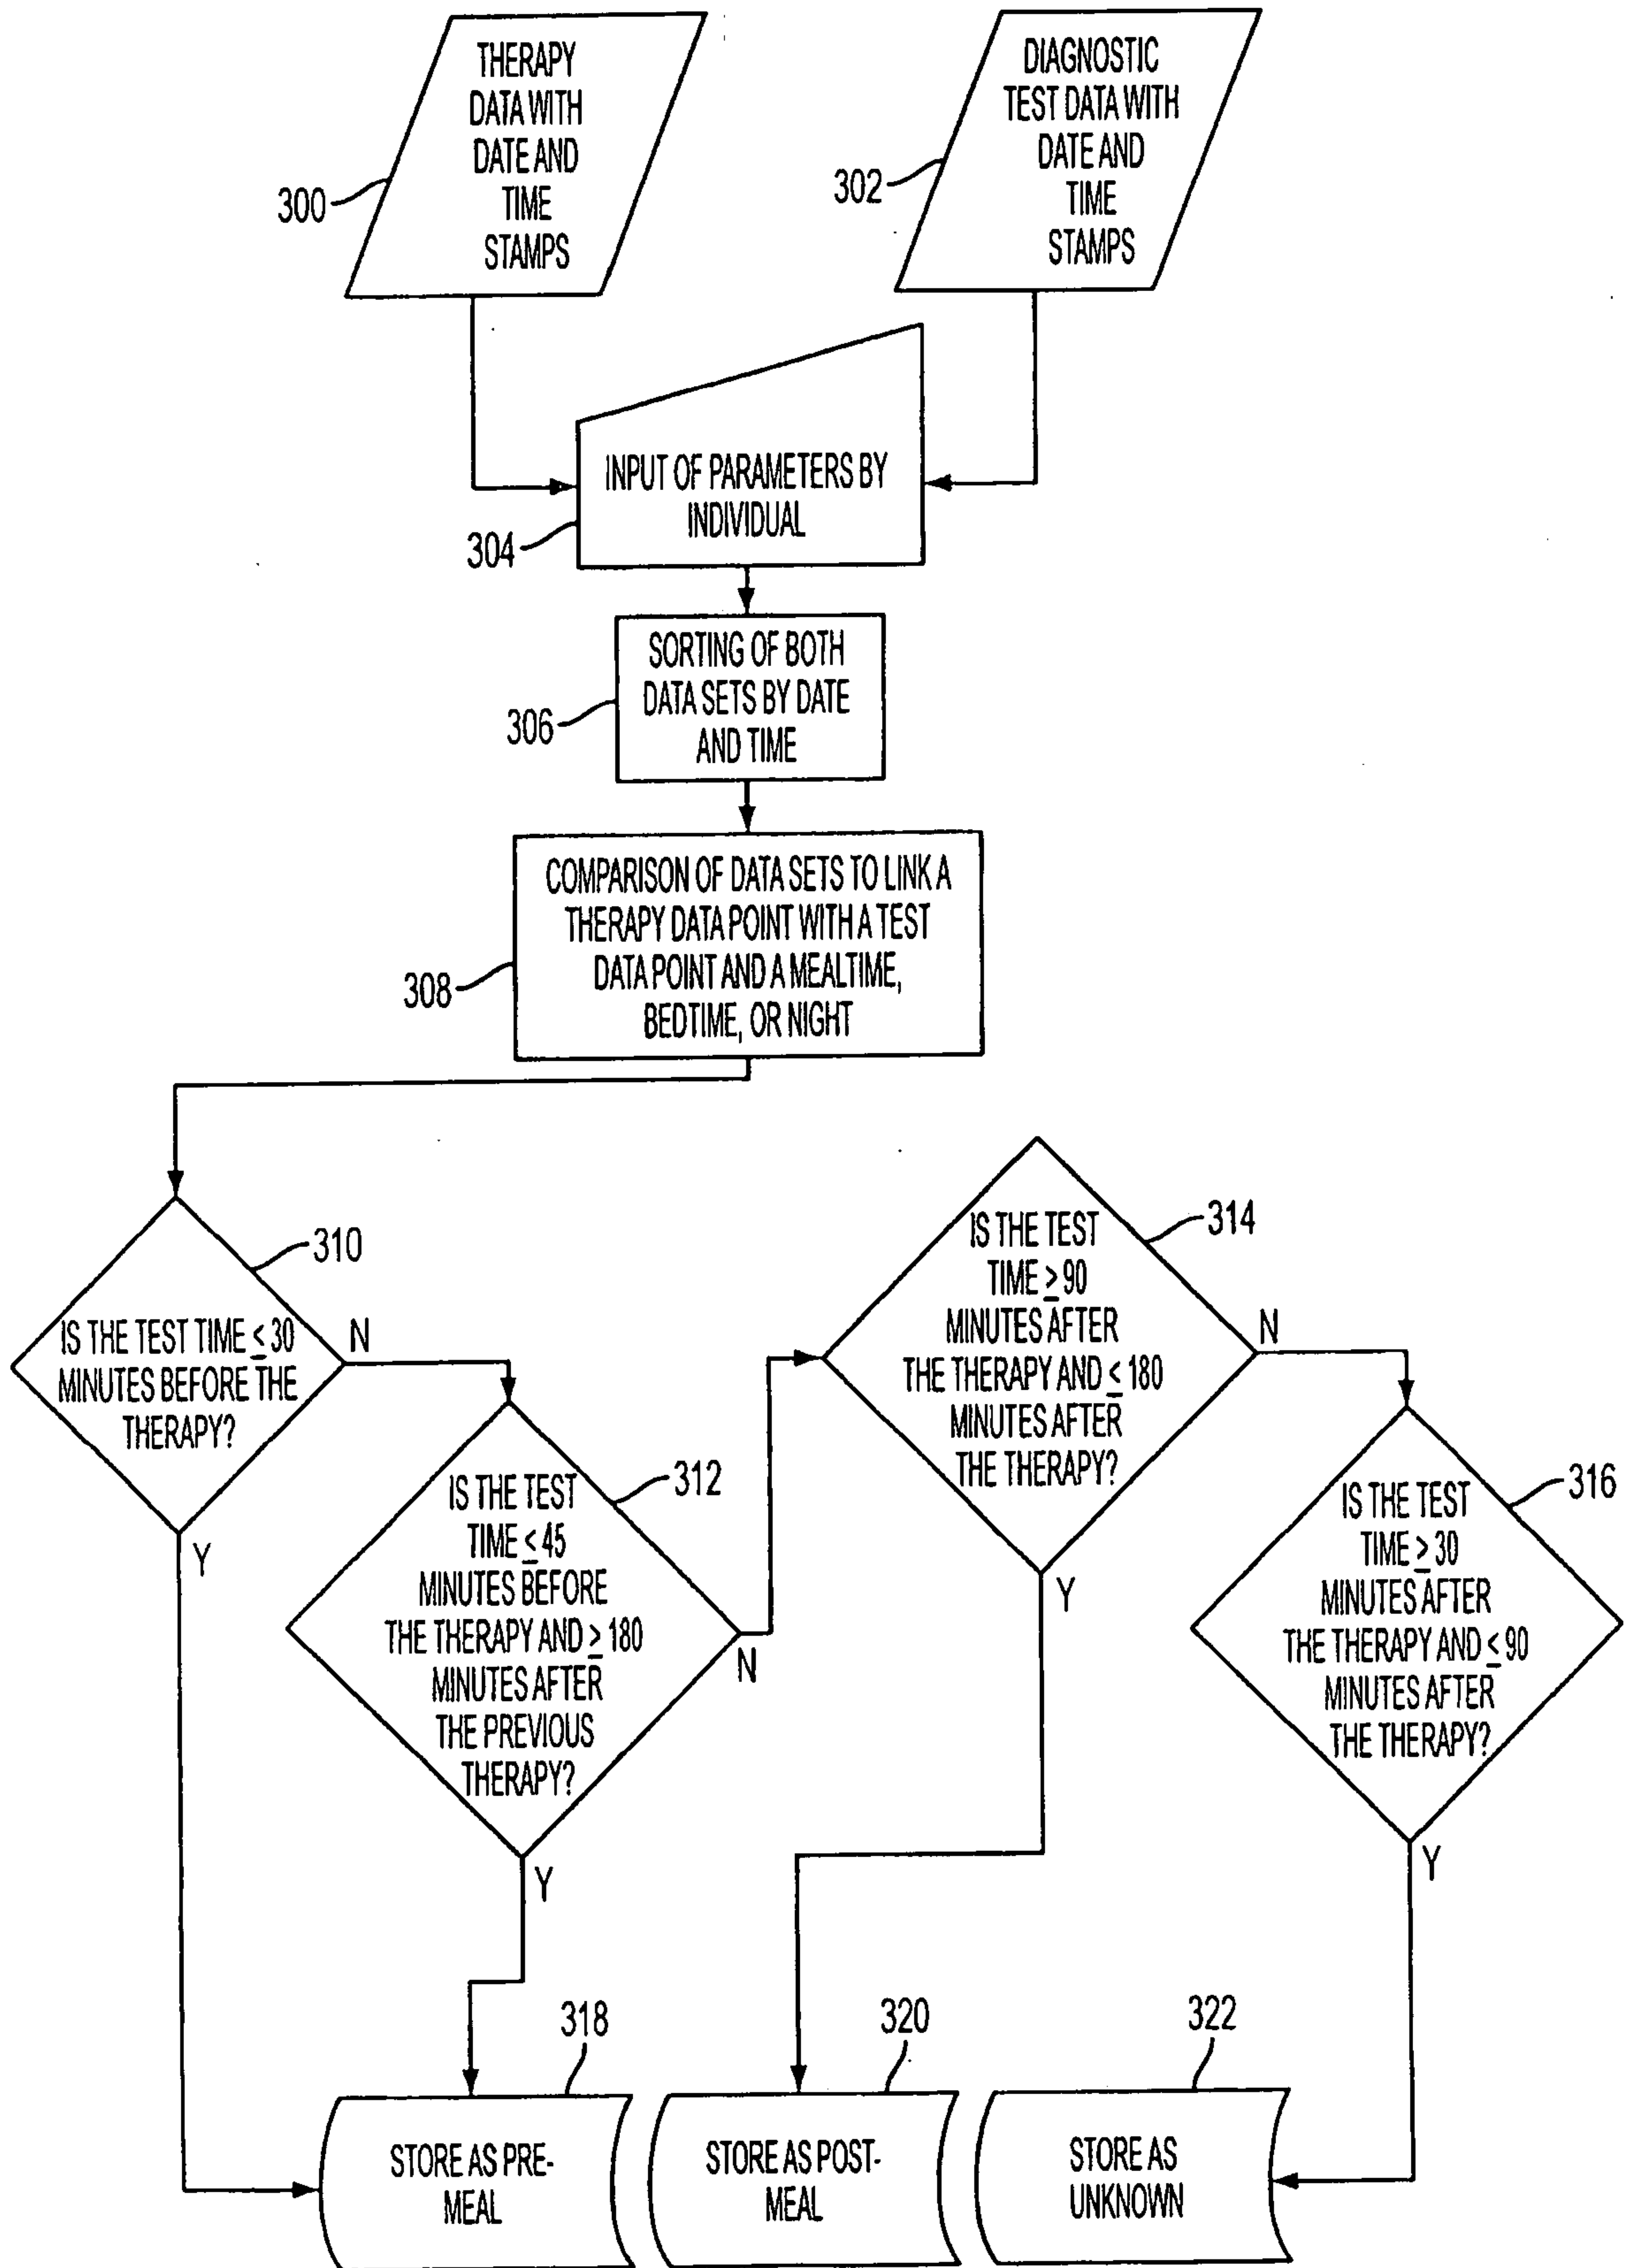 THERAPY
DATA WITH
DATE AND
TIME
STAMPS
300
DIAGNOSTIC
TEST DATA WITH
DATE AND
TIME
STAMPS
302
INPUT OF PARAMETERS BY
INDIVIDUAL
304
SORTING OF BOTH
DATA SETS BY DATE
AND TIME
306
COMPARISON OF DATA SETS TO LINK A
THERAPY DATA POINT WITH A TEST
DATA POINT AND A MEALTIME,
BEDTIME, OR NIGHT
308
310
IS THE TEST TIME ≤ 30
MINUTES BEFORE THE
THERAPY?
N
Y
312
IS THE TEST
TIME ≤ 45
MINUTES BEFORE
THE THERAPY AND ≥ 180
MINUTES AFTER
THE PREVIOUS
THERAPY?
N
Y
314
IS THE TEST
TIME ≥ 90
MINUTES AFTER
THE THERAPY AND ≤ 180
MINUTES AFTER
THE THERAPY?
N
Y
316
IS THE TEST
TIME ≥ 30
MINUTES AFTER
THE THERAPY AND ≤ 90
MINUTES AFTER
THE THERAPY?
Y
318
STORE AS PRE-
MEAL
320
STORE AS POST-
MEAL
322
STORE AS
UNKNOWN